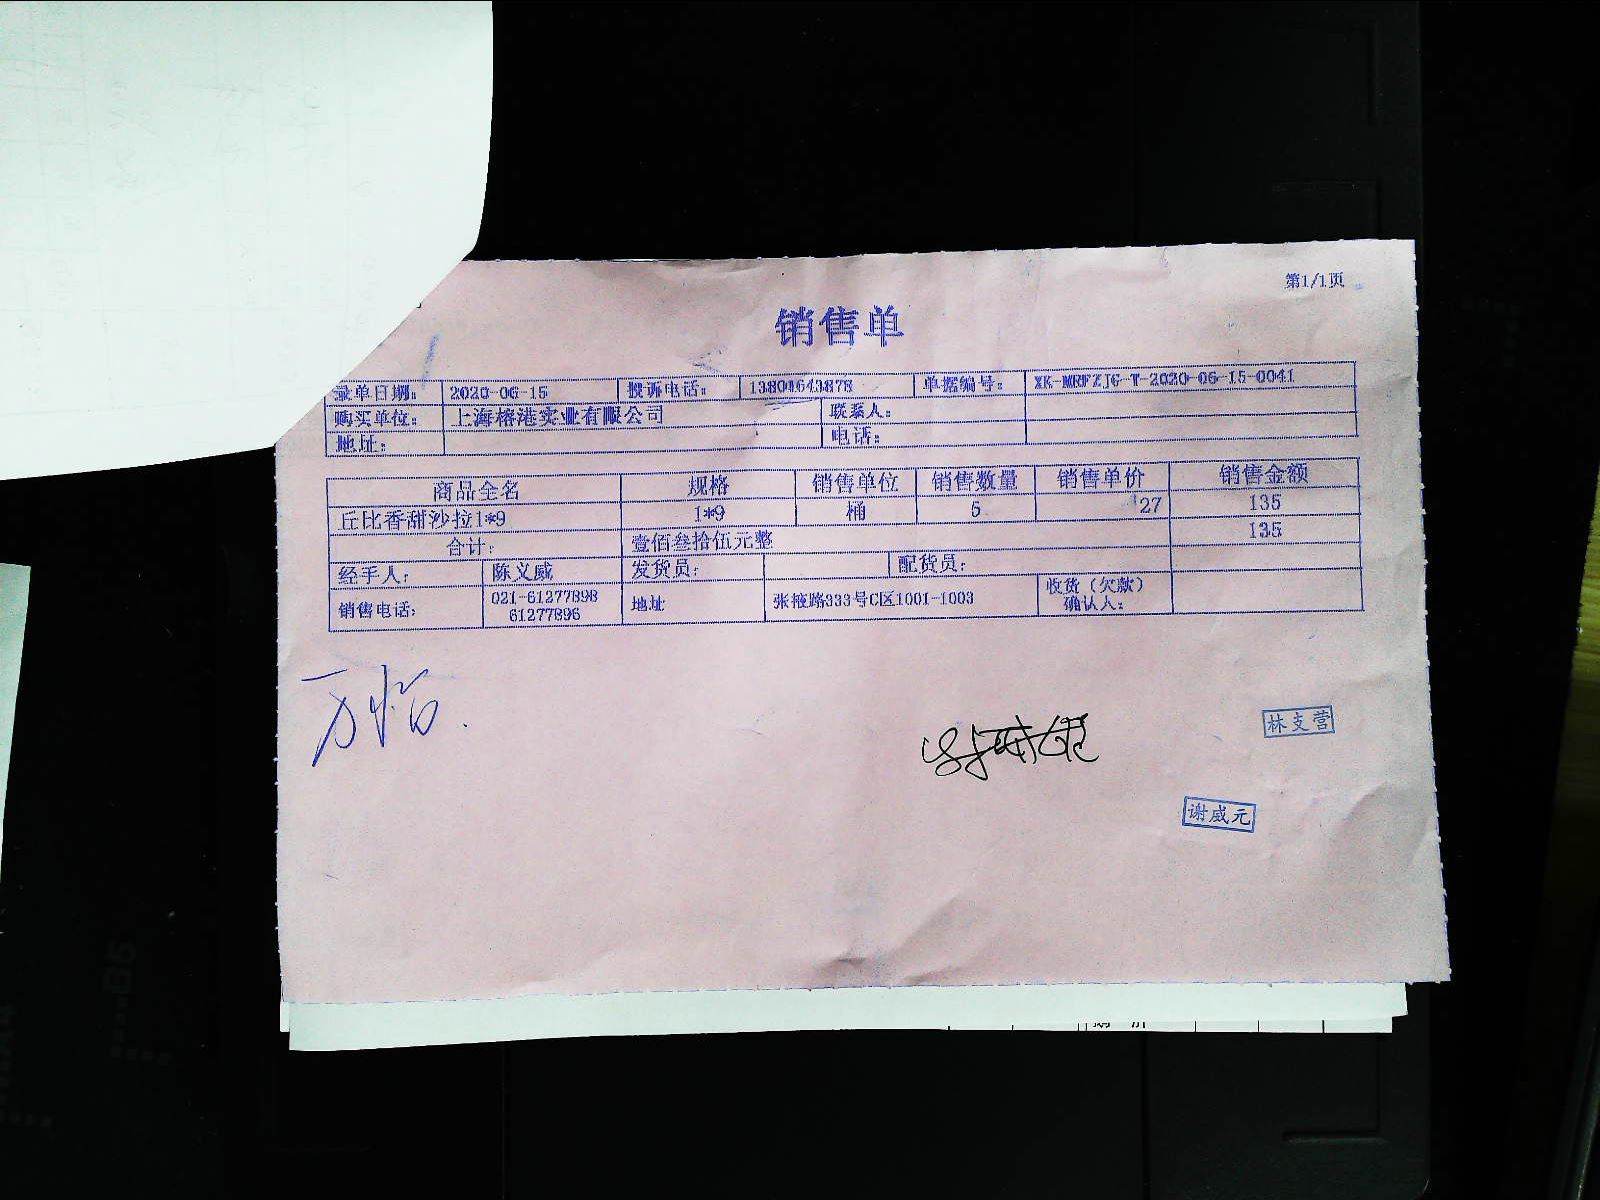 第1/1页
销售单
录单日期： 2020-06-15 投诉电话： 13801643878 单据编号： XK-MRFZJG-T-2020-06-15-0041
购买单位： 上海榕港实业有限公司 联系人：
地址： 电话：
商品全名 规格 销售单位 销售数量 销售单价 销售金额
丘比香甜沙拉1*9 1*9 桶 5 27 135
合计： 壹佰叁拾伍元整 135
经手人： 陈义威 发货员： 配货员：
销售电话： 021-61277898 地址 张掖路333号C区1001-1003 收货（欠款）
61277896 确认人：
万怡
林支营
谢威元